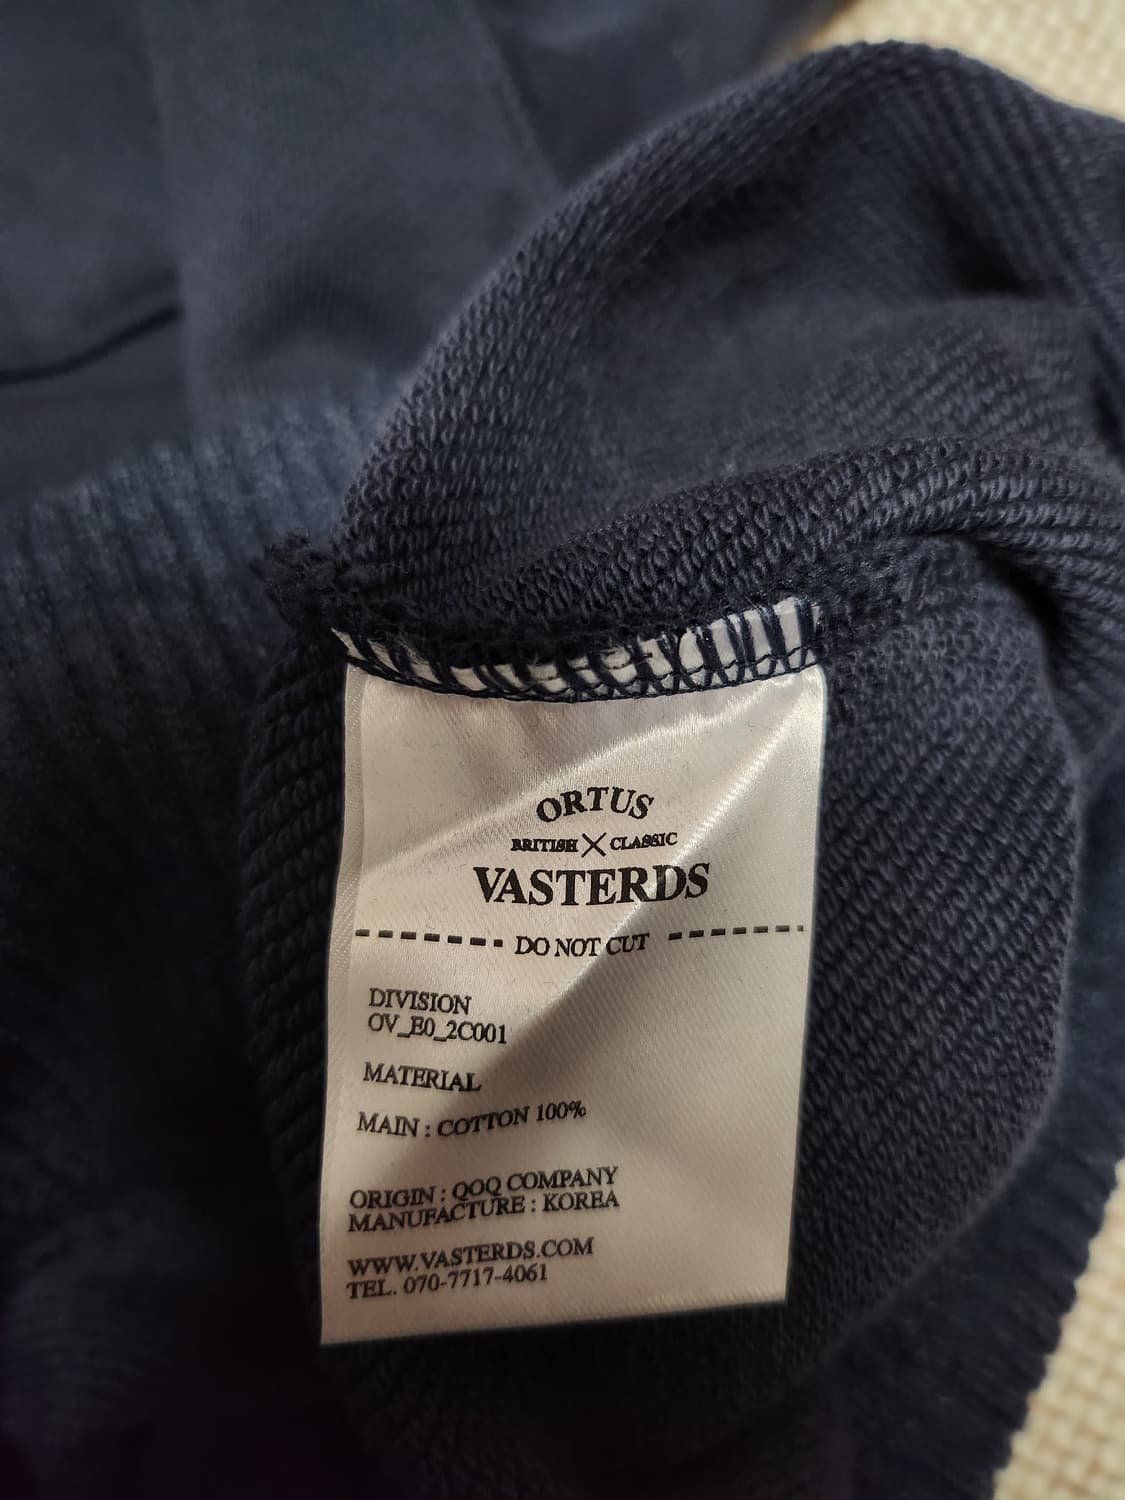 ORTUS
BRITISH X CLASSIC
VASTERDS
DO NOT CUT
DIVISION
OV_E0_2C001
MATERIAL
MAIN : COTTON 100%
ORIGIN : QOQ COMPANY
MANUFACTURE : KOREA
WWW.VASTERDS.COM
TEL. 070-7717-4061